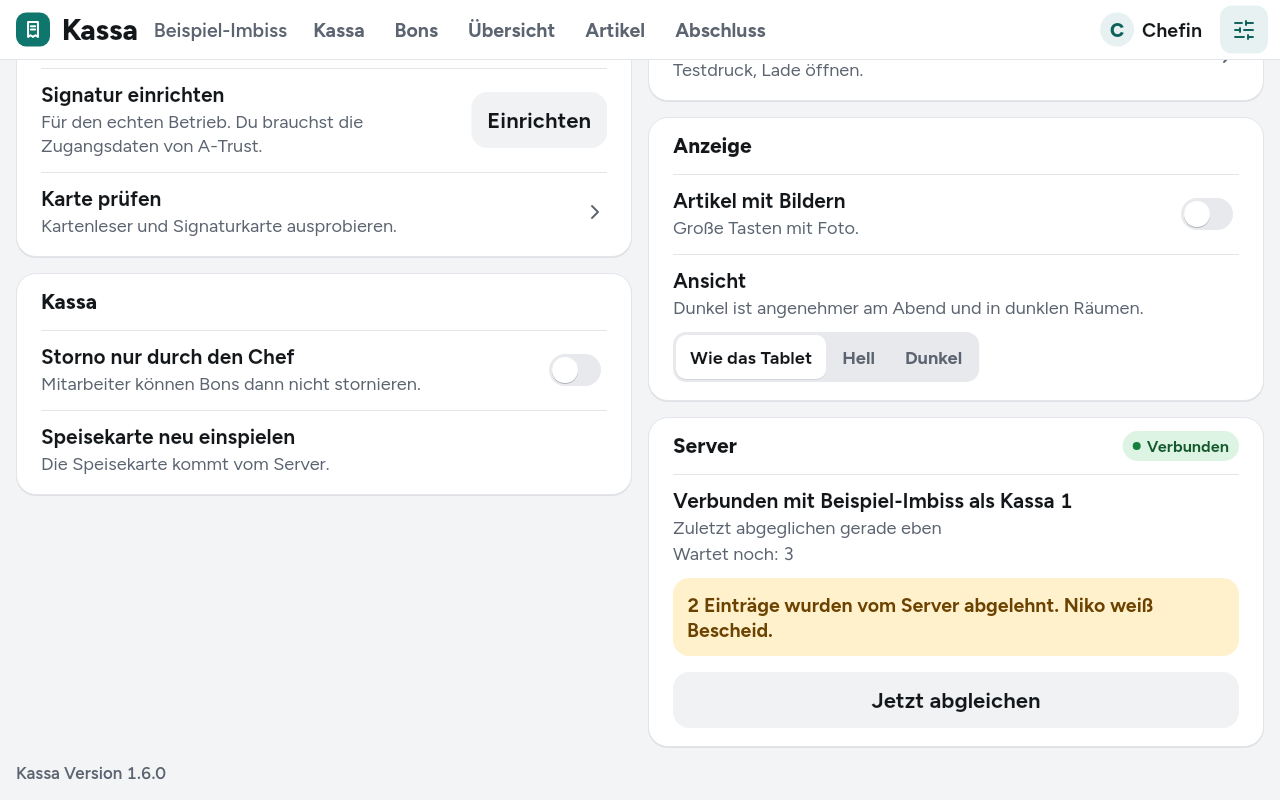 Kassa Beispiel-Imbiss Kassa Bons Übersicht Artikel Abschluss C Chefin
Signatur einrichten
Für den echten Betrieb. Du brauchst die
Zugangsdaten von A-Trust.
Einrichten
Karte prüfen
Kartenleser und Signaturkarte ausprobieren.
Kassa
Storno nur durch den Chef
Mitarbeiter können Bons dann nicht stornieren.
Speisekarte neu einspielen
Die Speisekarte kommt vom Server.
Testdruck, Lade öffnen.
Anzeige
Artikel mit Bildern
Große Tasten mit Foto.
Ansicht
Dunkel ist angenehmer am Abend und in dunklen Räumen.
Wie das Tablet Hell Dunkel
Server Verbunden
Verbunden mit Beispiel-Imbiss als Kassa 1
Zuletzt abgeglichen gerade eben
Wartet noch: 3
2 Einträge wurden vom Server abgelehnt. Niko weiß
Bescheid.
Jetzt abgleichen
Kassa Version 1.6.0